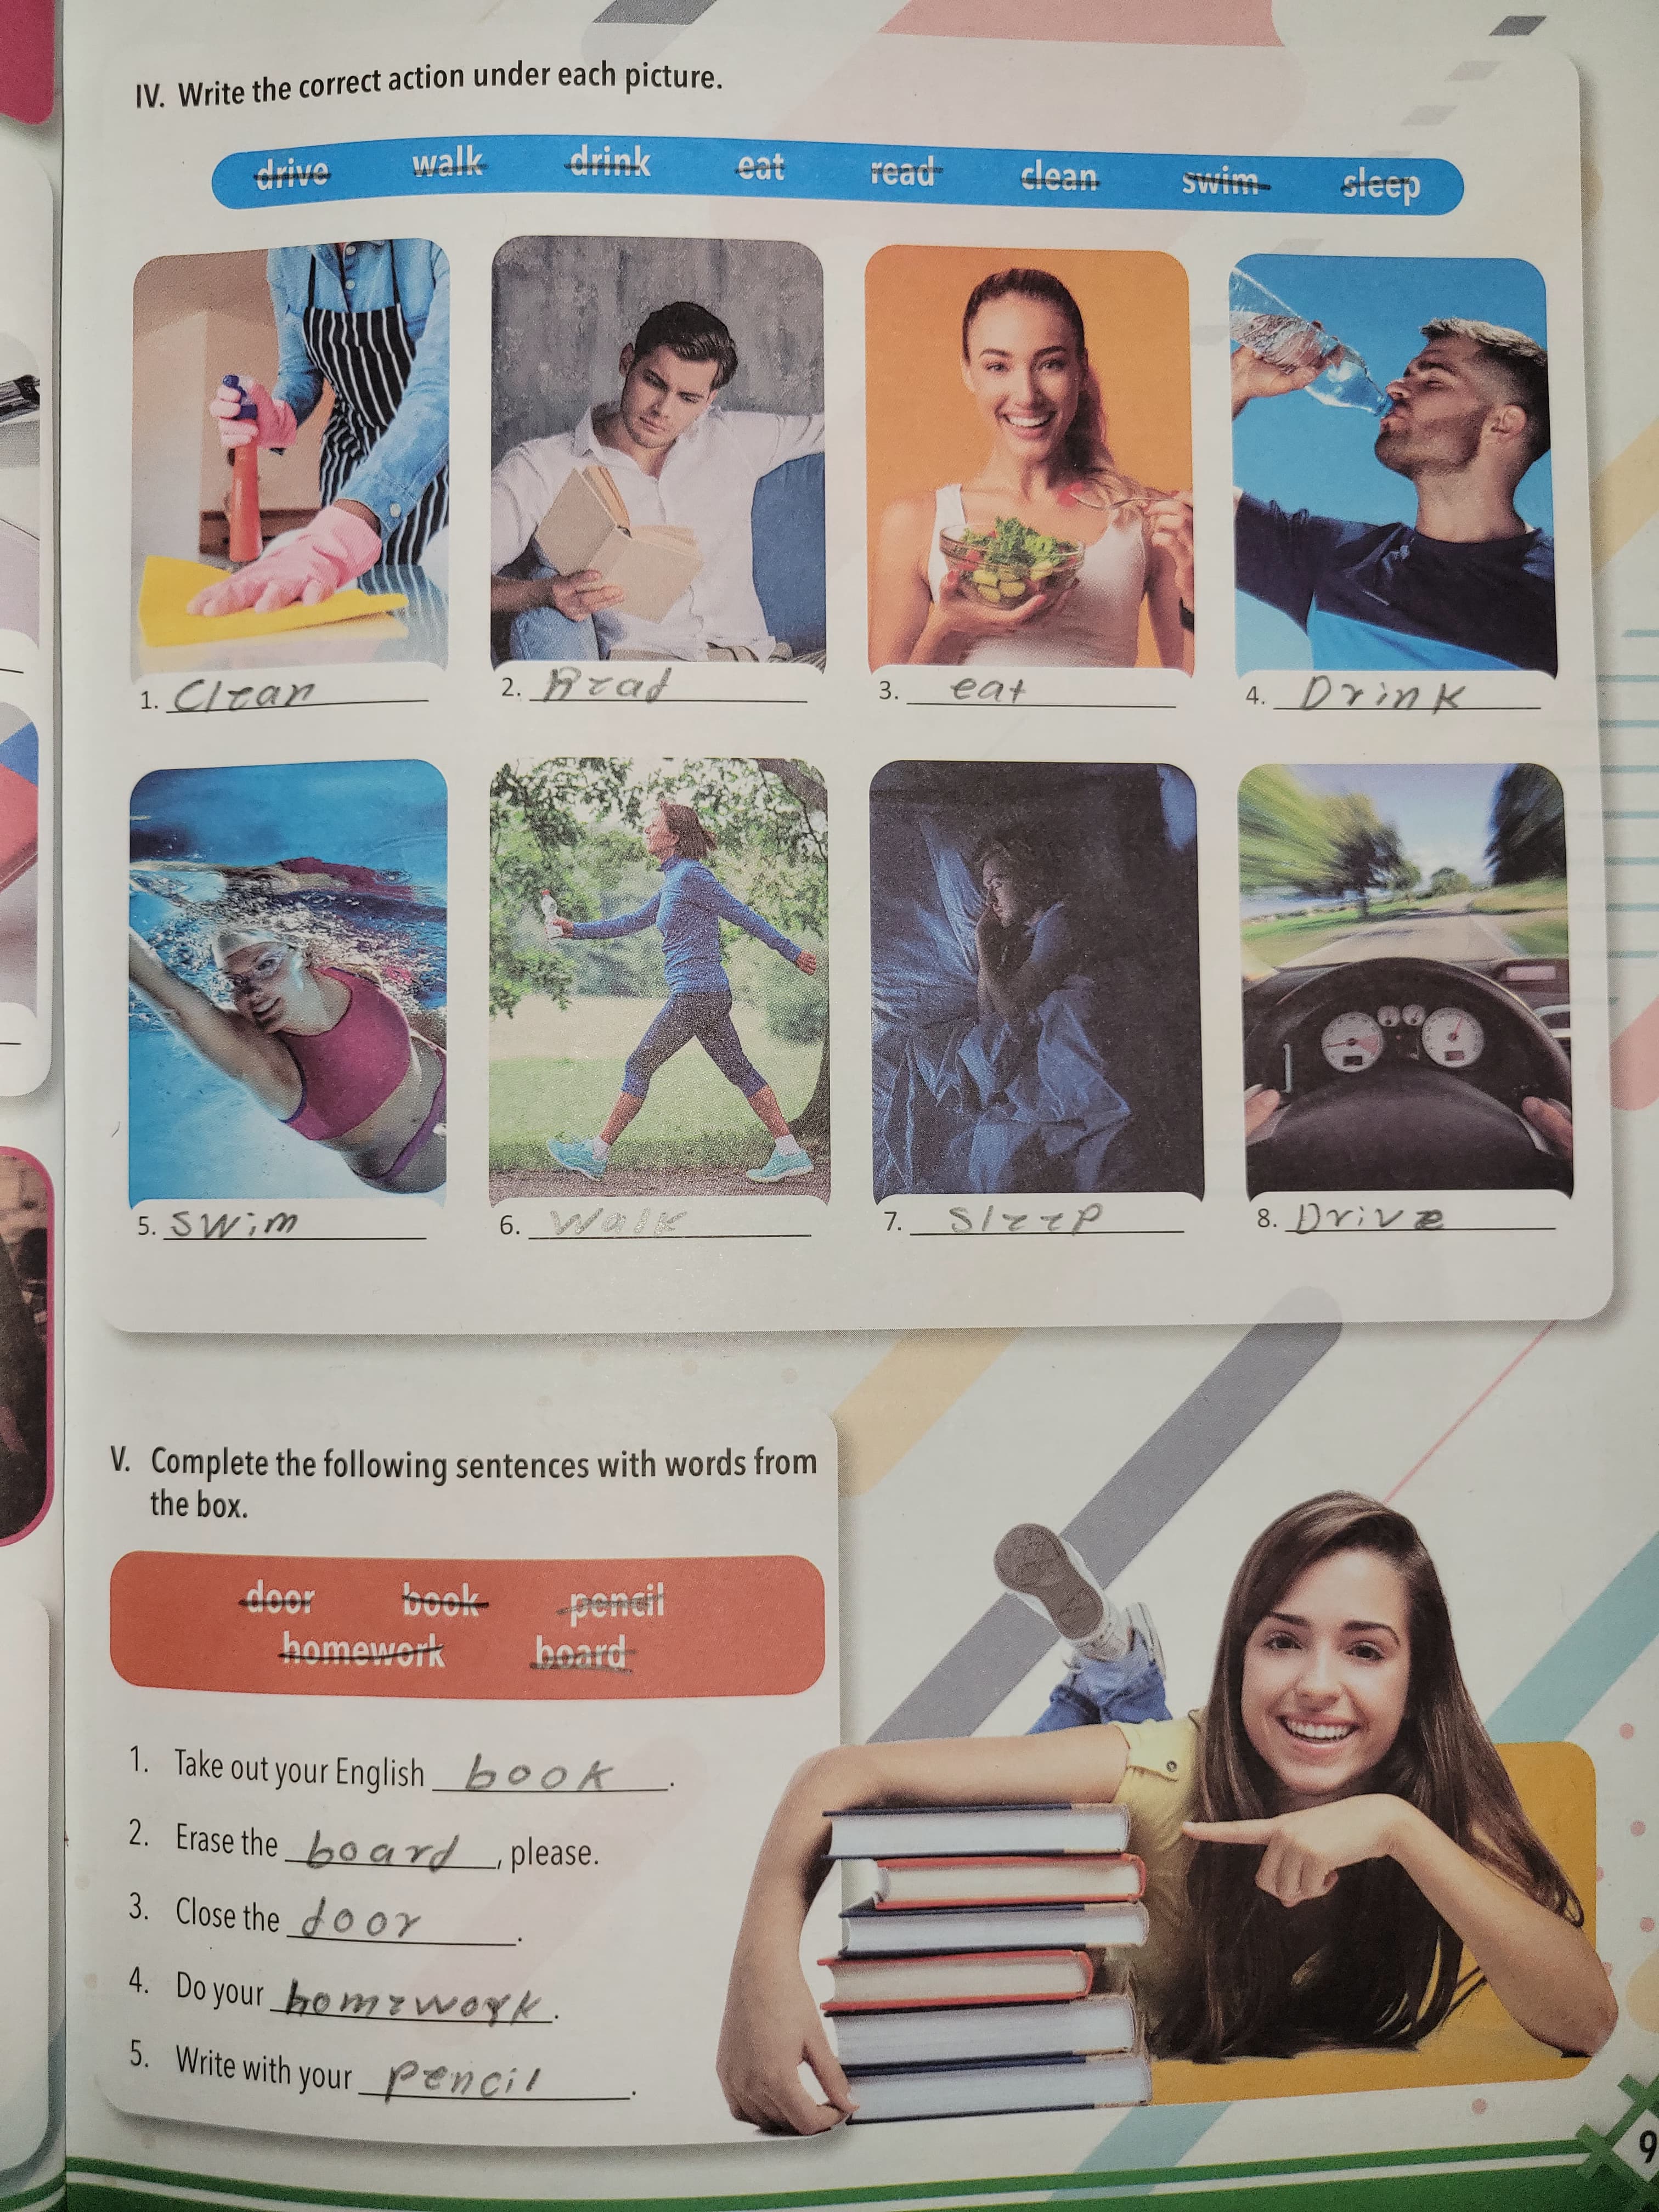 IV. Write the correct action under each picture.
drive walk drink eat read clean swim sleep
1. Clean 2. Read 3. eat 4. Drink
5. swim 6. Walk 7. Sleep 8. Drive
V. Complete the following sentences with words from
the box.
door book pencil
homework board
1. Take out your English book.
2. Erase the board, please.
3. Close the door.
4. Do your homework.
5. Write with your pencil.
9